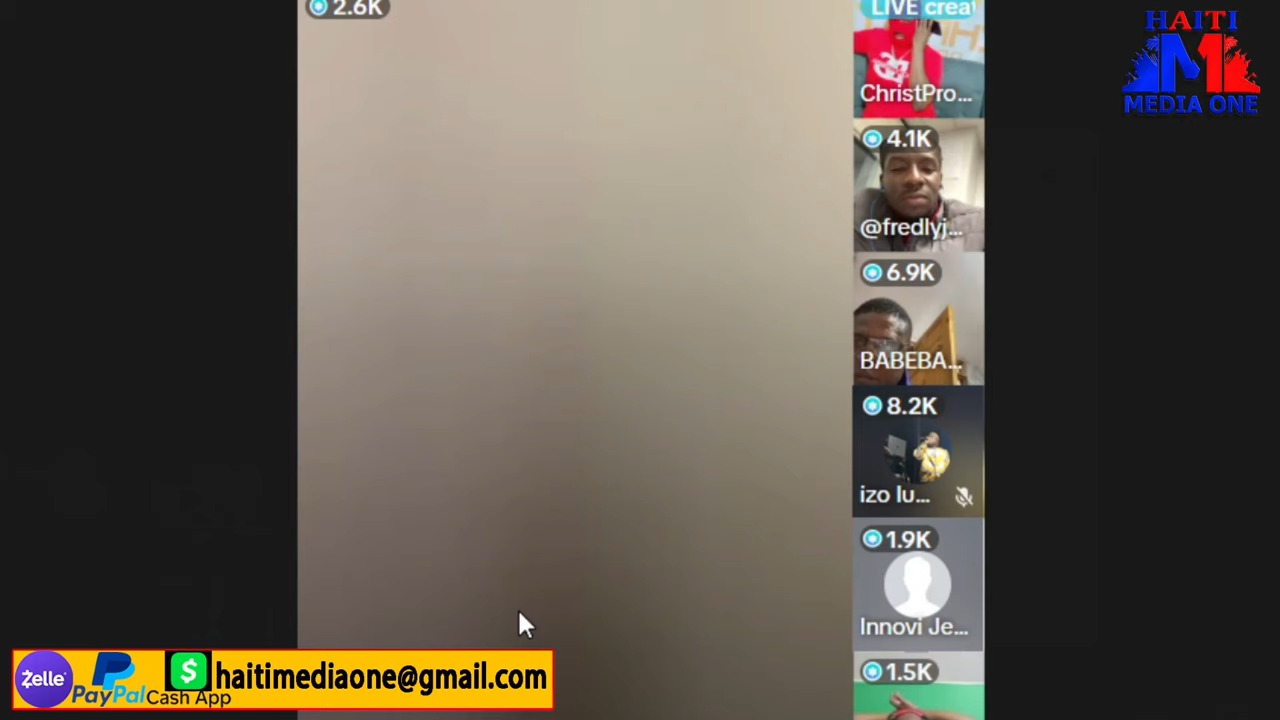 2.6K
LIVE creat
ChristPro...
4.1K
@fredlyj...
6.9K
BABEBA...
8.2K
izo lu...
1.9K
Innovi Je...
1.5K
HAITI
M1
MEDIA ONE
Zelle
PayPal
$
Cash App
haitimediaone@gmail.com